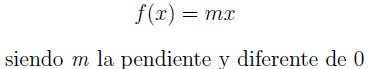 f(x) = mx
siendo m la pendiente y diferente de 0